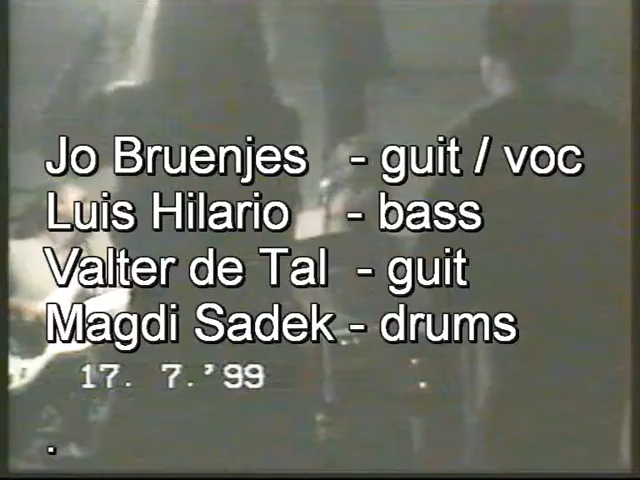 Jo Bruenjes - guit / voc
Luis Hilario - bass
Valter de Tal - guit
Magdi Sadek - drums
17. 7.'99
.